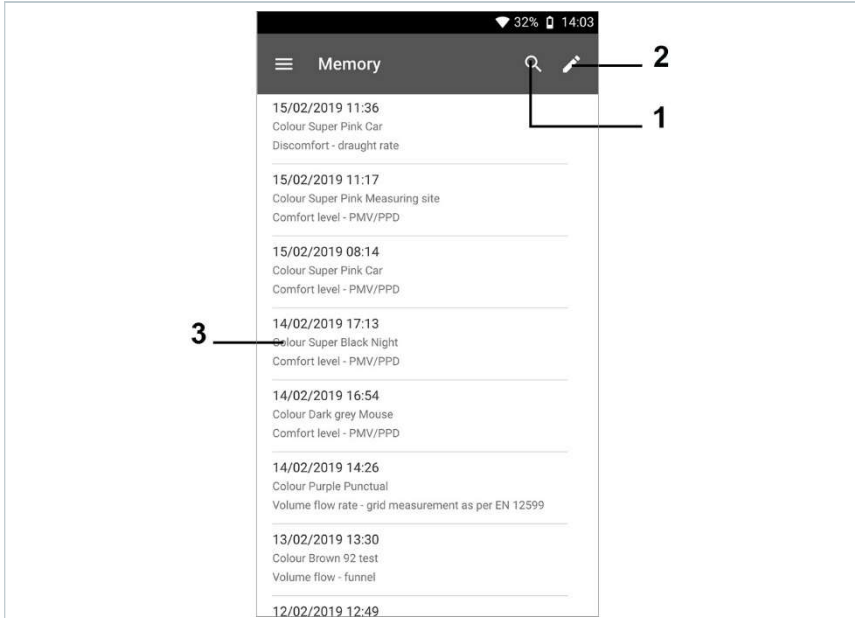 32% 14:03
Memory
2
1
15/02/2019 11:36
Colour Super Pink Car
Discomfort - draught rate
15/02/2019 11:17
Colour Super Pink Measuring site
Comfort level - PMV/PPD
15/02/2019 08:14
Colour Super Pink Car
Comfort level - PMV/PPD
14/02/2019 17:13
3 Colour Super Black Night
Comfort level - PMV/PPD
14/02/2019 16:54
Colour Dark grey Mouse
Comfort level - PMV/PPD
14/02/2019 14:26
Colour Purple Punctual
Volume flow rate - grid measurement as per EN 12599
13/02/2019 13:30
Colour Brown 92 test
Volume flow - funnel
12/02/2019 12:49